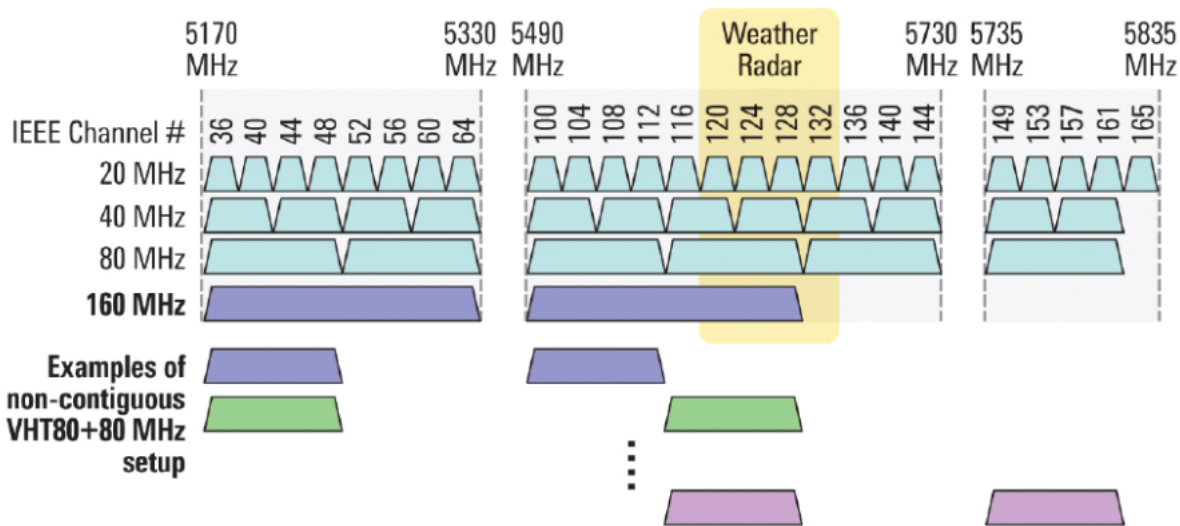 5170 MHz
5330 MHz
5490 MHz
Weather Radar
5730 MHz
5735 MHz
5835 MHz
IEEE Channel # 36 40 44 48 52 56 60 64 100 104 108 112 116 120 124 128 132 136 140 144 149 153 157 161 165
20 MHz
40 MHz
80 MHz
160 MHz
Examples of
non-contiguous
VHT80+80 MHz
setup